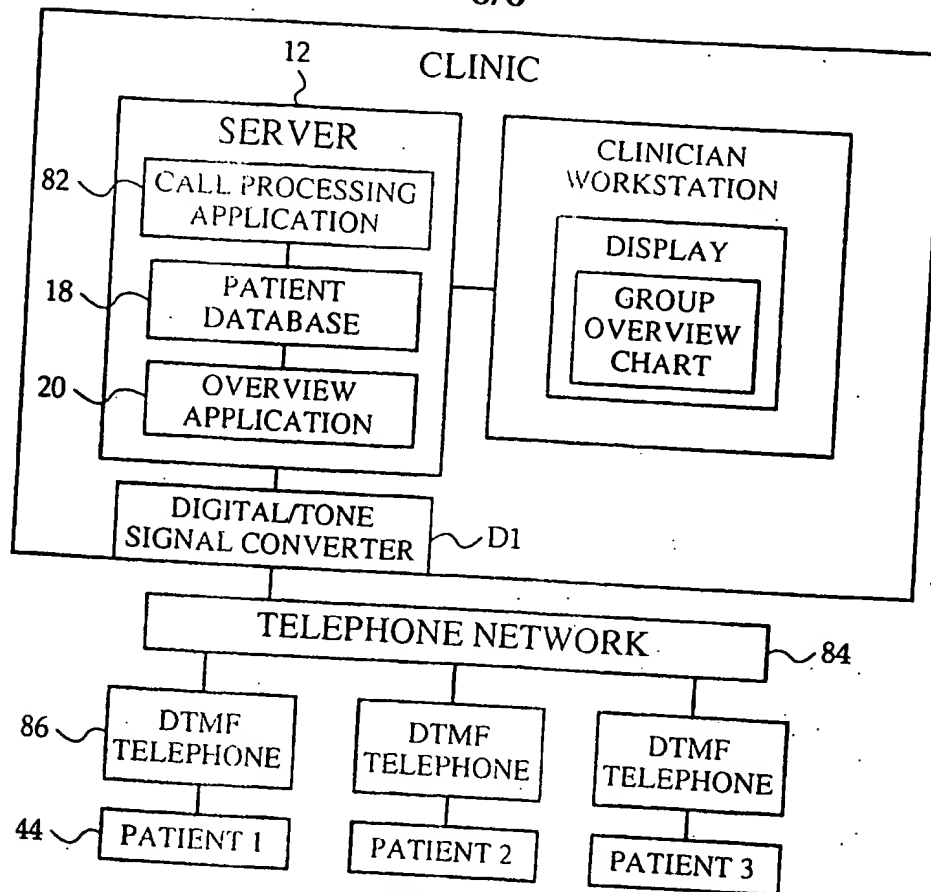 CLINIC
12
SERVER
82
CALL PROCESSING
APPLICATION
18
PATIENT
DATABASE
20
OVERVIEW
APPLICATION
CLINICIAN
WORKSTATION
DISPLAY
GROUP
OVERVIEW
CHART
DIGITAL/TONE
SIGNAL CONVERTER
D1
TELEPHONE NETWORK
84
86
DTMF
TELEPHONE
DTMF
TELEPHONE
DTMF
TELEPHONE
44
PATIENT 1
PATIENT 2
PATIENT 3